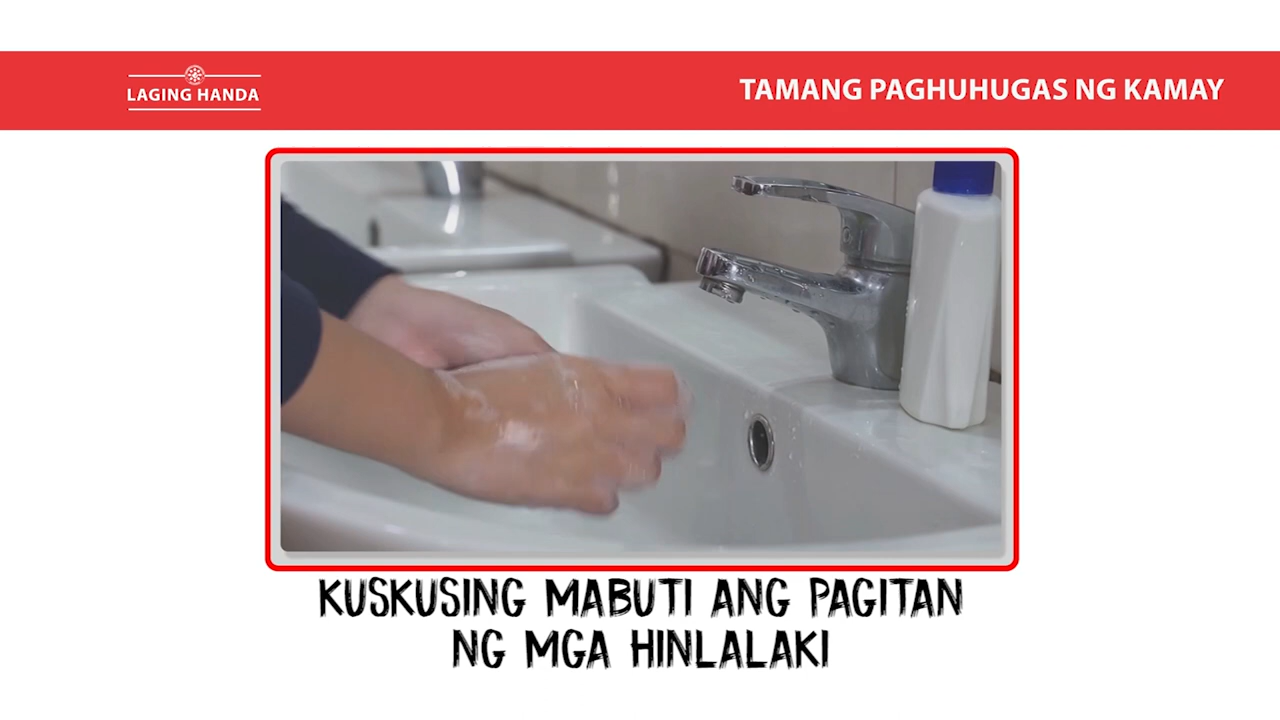 LAGING HANDA
TAMANG PAGHUHUGAS NG KAMAY
KUSKUSING MABUTI ANG PAGITAN
NG MGA HINLALAKI